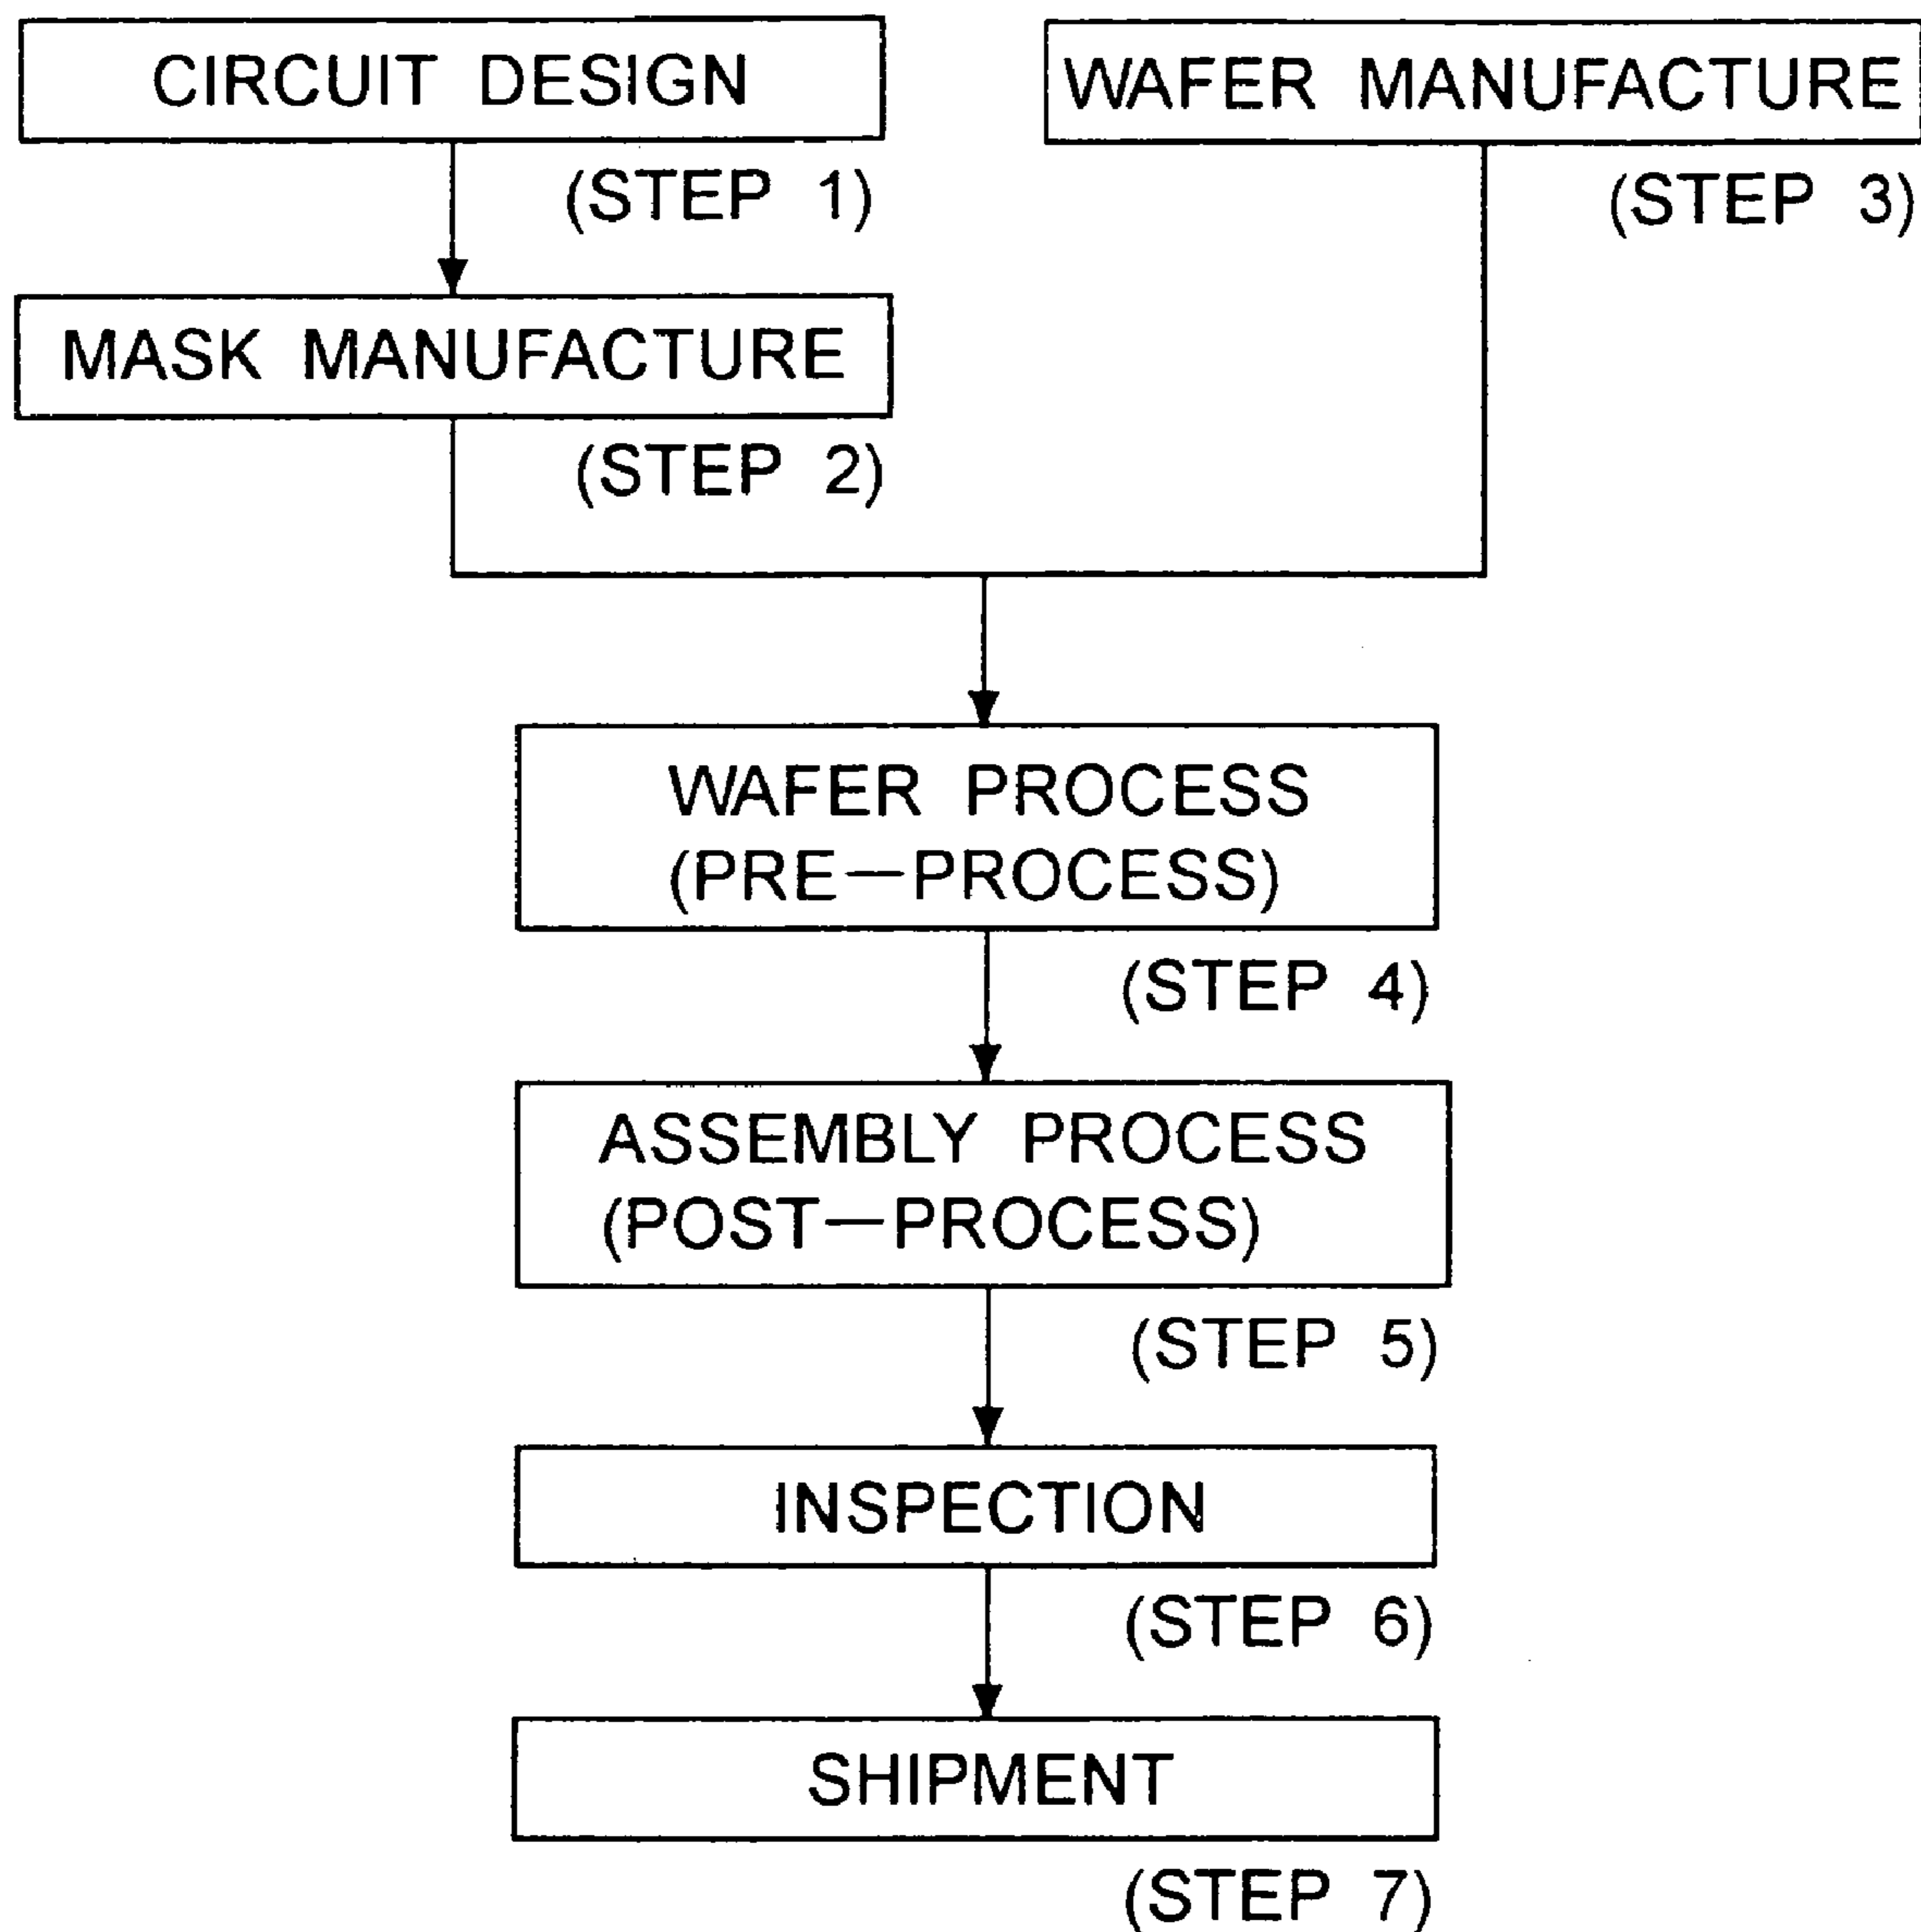 CIRCUIT DESIGN
(STEP 1)
MASK MANUFACTURE
(STEP 2)
WAFER MANUFACTURE
(STEP 3)
WAFER PROCESS
(PRE—PROCESS)
(STEP 4)
ASSEMBLY PROCESS
(POST—PROCESS)
(STEP 5)
INSPECTION
(STEP 6)
SHIPMENT
(STEP 7)